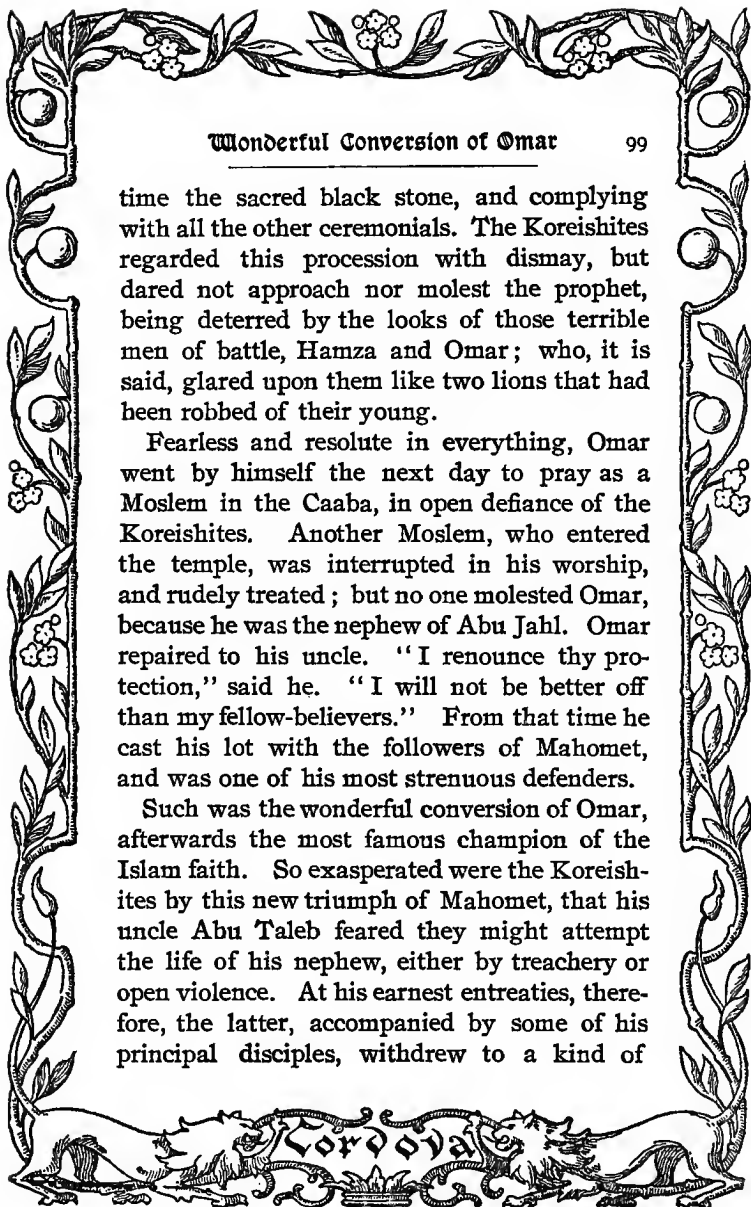 Wonderful Conversion of Omar 99
time the sacred black stone, and complying
with all the other ceremonials. The Koreishites
regarded this procession with dismay, but
dared not approach nor molest the prophet,
being deterred by the looks of those terrible
men of battle, Hamza and Omar; who, it is
said, glared upon them like two lions that had
been robbed of their young.
Fearless and resolute in everything, Omar
went by himself the next day to pray as a
Moslem in the Caaba, in open defiance of the
Koreishites. Another Moslem, who entered
the temple, was interrupted in his worship,
and rudely treated; but no one molested Omar,
because he was the nephew of Abu Jahl. Omar
repaired to his uncle. "I renounce thy pro-
tection," said he. "I will not be better off
than my fellow-believers." From that time he
cast his lot with the followers of Mahomet,
and was one of his most strenuous defenders.
Such was the wonderful conversion of Omar,
afterwards the most famous champion of the
Islam faith. So exasperated were the Koreish-
ites by this new triumph of Mahomet, that his
uncle Abu Taleb feared they might attempt
the life of his nephew, either by treachery or
open violence. At his earnest entreaties, there-
fore, the latter, accompanied by some of his
principal disciples, withdrew to a kind of
Cordova